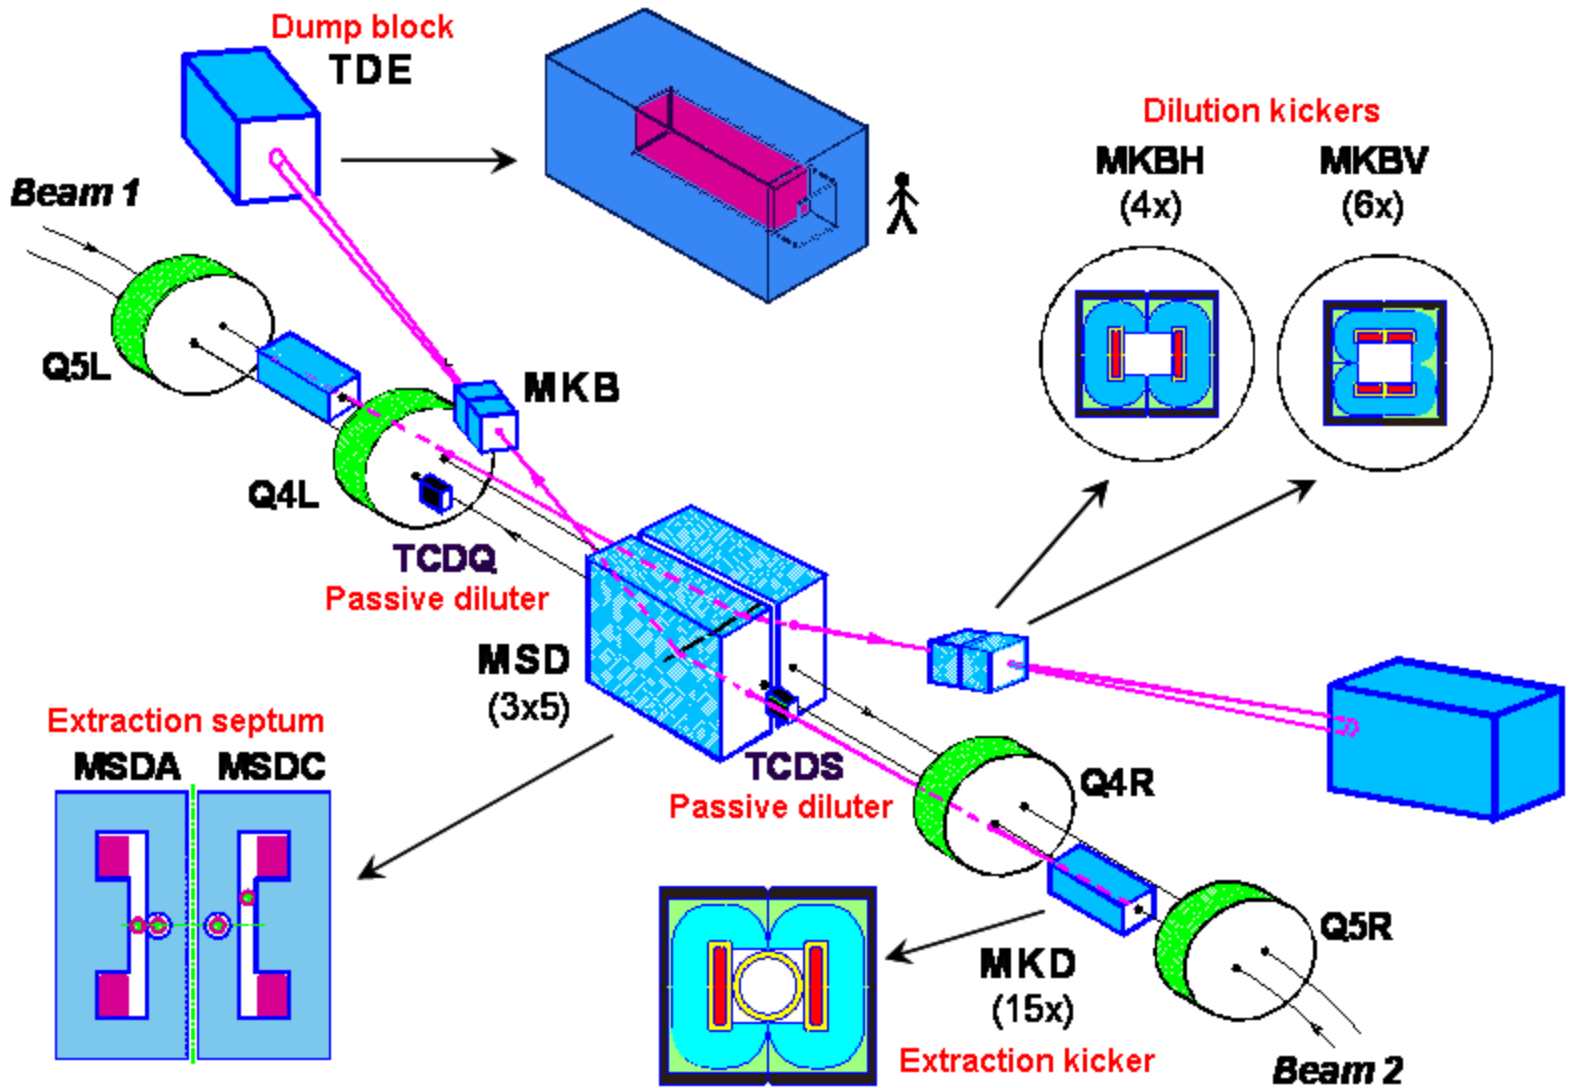 Dump block
TDE
Dilution kickers
MKBH
(4x)
MKBV
(6x)
Beam 1
Q5L
MKB
Q4L
TCDQ
Passive diluter
MSD
(3x5)
Extraction septum
MSDA
MSDC
TCDS
Passive diluter
Q4R
Q5R
MKD
(15x)
Extraction kicker
Beam 2